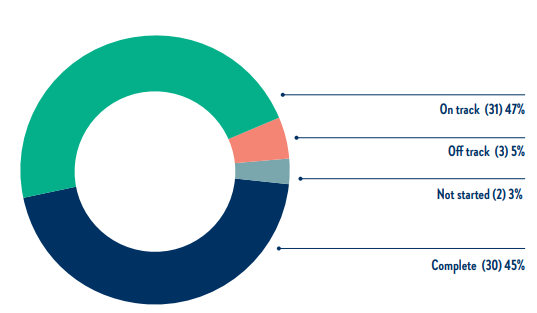 On track (31) 47%
Off track (3) 5%
Not started (2) 3%
Complete (30) 45%